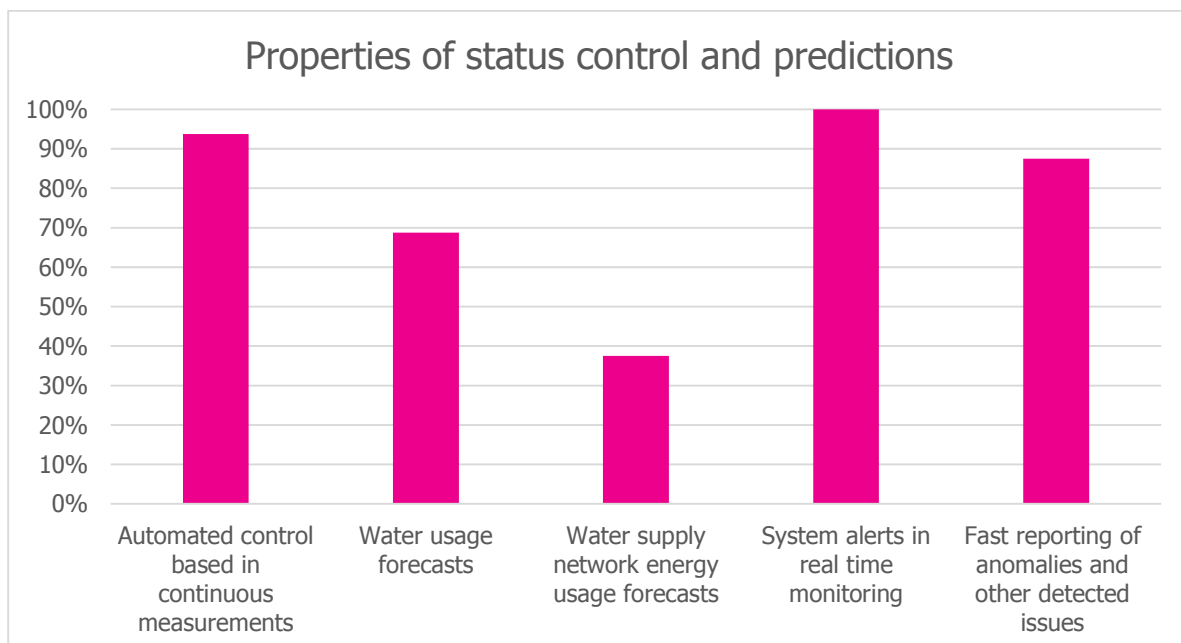 Properties of status control and predictions
100%
90%
80%
70%
60%
50%
40%
30%
20%
10%
0%
Automated control
based in
continuous
measurements
Water usage
forecasts
Water supply
network energy
usage forecasts
System alerts in
real time
monitoring
Fast reporting of
anomalies and
other detected
issues